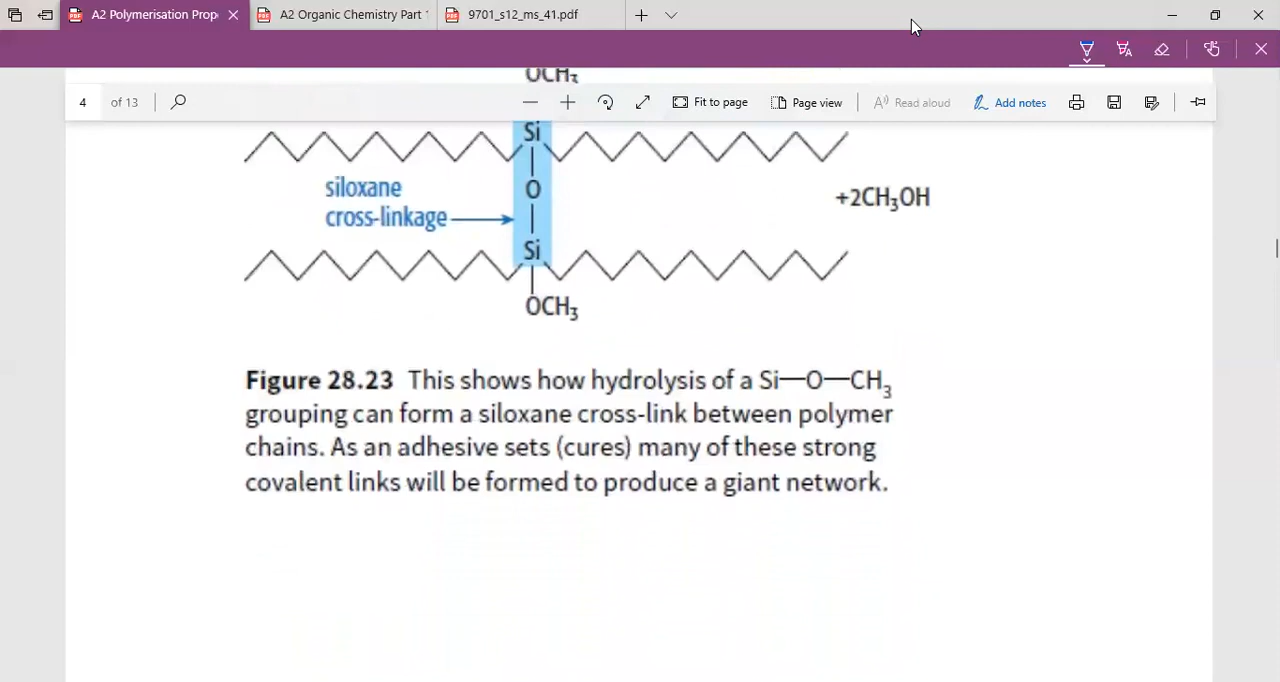 A2 Polymerisation Prop
A2 Organic Chemistry Part 1
9701_s12_ms_41.pdf
OCH₃
4 of 13
Fit to page
Page view
Read aloud
Add notes
Si
O
siloxane
cross-linkage
+2CH₃OH
Si
OCH₃
Figure 28.23 This shows how hydrolysis of a Si—O—CH₃
grouping can form a siloxane cross-link between polymer
chains. As an adhesive sets (cures) many of these strong
covalent links will be formed to produce a giant network.